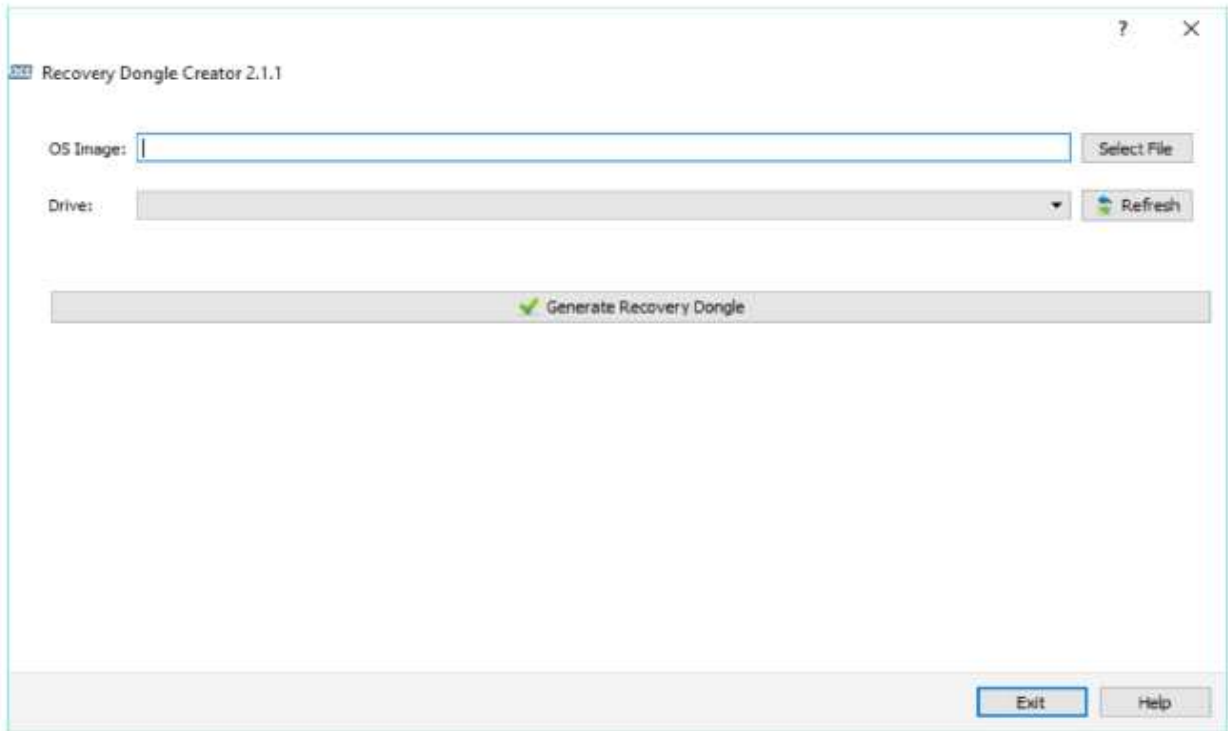 ?
Recovery Dongle Creator 2.1.1
OS Image: Select File
Drive: Refresh
Generate Recovery Dongle
Exit Help